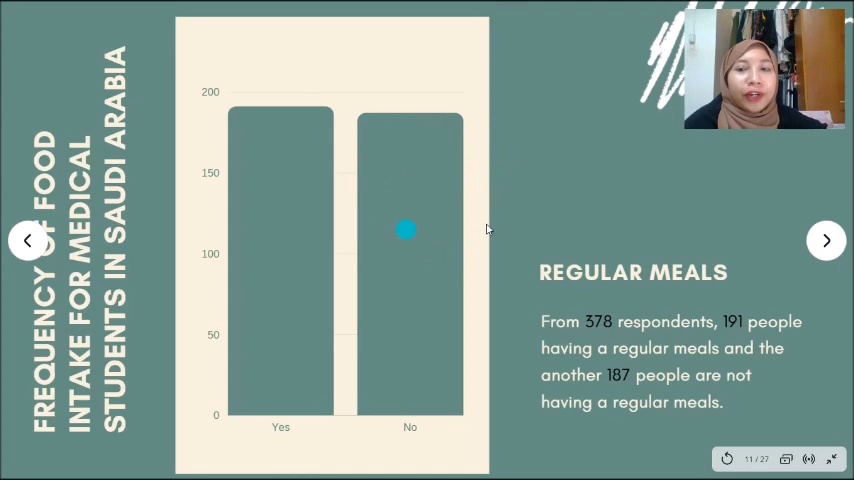 FREQUENCY OF FOOD
INTAKE FOR MEDICAL
STUDENTS IN SAUDI ARABIA
200
150
100
50
0
Yes
No
REGULAR MEALS
From 378 respondents, 191 people
having a regular meals and the
another 187 people are not
having a regular meals.
11 / 27